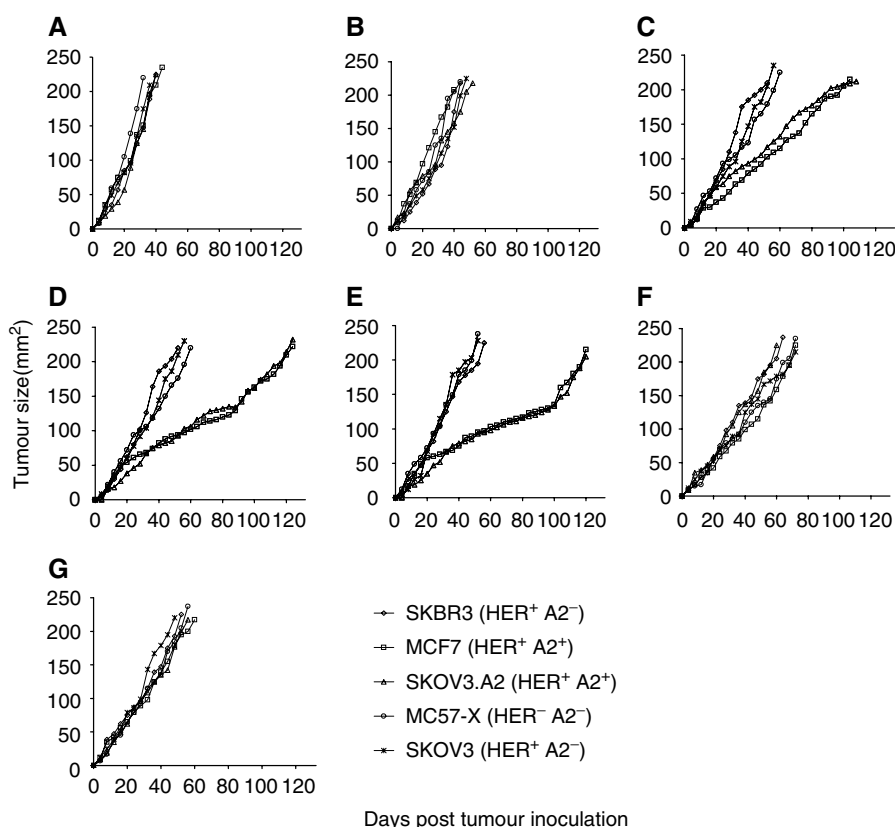 A
B
C
250
200
150
100
50
0
0 20 40 60 80 100 120
250
200
150
100
50
0
0 20 40 60 80 100 120
250
200
150
100
50
0
0 20 40 60 80 100 120
D
E
F
Tumour size(mm²)
250
200
150
100
50
0
0 20 40 60 80 100 120
250
200
150
100
50
0
0 20 40 60 80 100 120
250
200
150
100
50
0
0 20 40 60 80 100 120
G
250
200
150
100
50
0
0 20 40 60 80 100 120
SKBR3 (HER⁺ A2⁻)
MCF7 (HER⁺ A2⁺)
SKOV3.A2 (HER⁺ A2⁺)
MC57-X (HER⁻ A2⁻)
SKOV3 (HER⁺ A2⁻)
Days post tumour inoculation